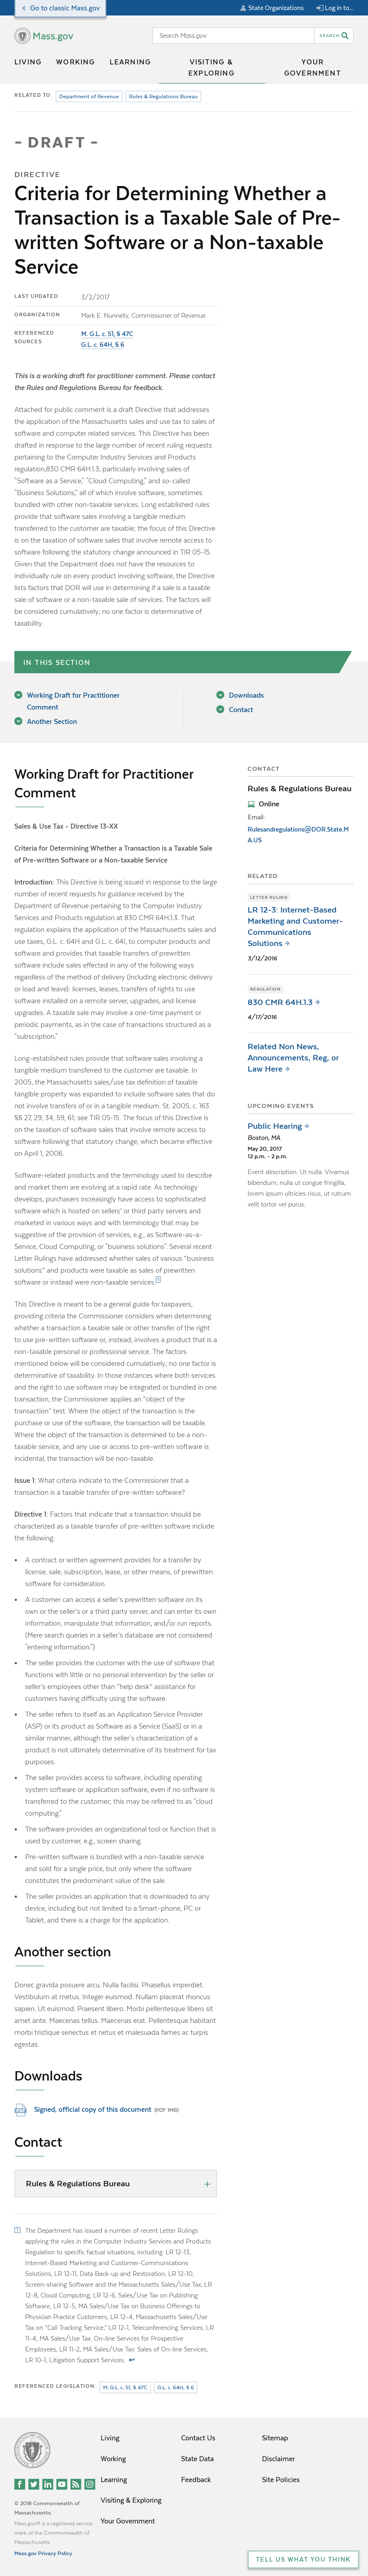 Go to classic Mass.gov
State Organizations
Log in to...
Mass.gov
Search Mass.gov
SEARCH
LIVING
WORKING
LEARNING
VISITING &
EXPLORING
YOUR
GOVERNMENT
RELATED TO: Department of Revenue Rules & Regulations Bureau
- DRAFT -
DIRECTIVE
Criteria for Determining Whether a
Transaction is a Taxable Sale of Pre-
written Software or a Non-taxable
Service
LAST UPDATED: 3/2/2017
ORGANIZATION: Mark E. Nunnelly, Commissioner of Revenue
REFERENCED
SOURCES:
M. G.L. c. 51, § 47C
G.L. c. 64H, § 6
This is a working draft for practitioner comment. Please contact
the Rules and Regulations Bureau for feedback.
Attached for public comment is a draft Directive that addresses
the application of the Massachusetts sales and use tax to sales of
software and computer related services. This Directive has been
drafted in response to the large number of recent ruling requests
pertaining to the Computer Industry Services and Products
regulation,830 CMR 64H.1.3, particularly involving sales of
"Software as a Service," "Cloud Computing," and so-called
"Business Solutions," all of which involve software, sometimes
bundled with other non-taxable services. Long established rules
provide that software sales involving a tangible medium
transferred to the customer are taxable; the focus of this Directive
is on the taxation of software sales that involve remote access to
software following the statutory change announced in TIR 05-15.
Given that the Department does not have the resources to
individually rule on every product involving software, the Directive
lists factors that DOR will use in determining if a sale is a taxable
sale of software or a non-taxable sale of services. The factors will
be considered cumulatively; no one factor is determinative of
taxability.
IN THIS SECTION
Working Draft for Practitioner
Comment
Another Section
Downloads
Contact
Working Draft for Practitioner
Comment
Sales & Use Tax - Directive 13-XX
Criteria for Determining Whether a Transaction is a Taxable Sale
of Pre-written Software or a Non-taxable Service
Introduction: This Directive is being issued in response to the large
number of recent requests for guidance received by the
Department of Revenue pertaining to the Computer Industry
Services and Products regulation at 830 CMR 64H.1.3. That
regulation explains the application of the Massachusetts sales and
use taxes, G.L. c. 64H and G.L. c. 64I, to computer products and
software and also provides that taxable transfers of prewritten
software include sales effected in any of the following ways
regardless of the method of delivery (including electronic delivery
or load and leave): licenses, leases, transfers of rights to use
software installed on a remote server, upgrades, and license
upgrades. A taxable sale may involve a one-time payment or
periodic payments, as in the case of transactions structured as a
"subscription."
Long-established rules provide that software sales involving a
tangible medium transferred to the customer are taxable. In
2005, the Massachusetts sales/use tax definition of taxable
tangible property was expanded to include software sales that do
not involve transfers of or in a tangible medium. St. 2005, c. 163
§§ 27, 29, 34, 59, 61; see TIR 05-15. This Directive focuses on the
application of sales/use tax to sales involving remote access to
software following that statutory change, which became effective
on April 1, 2006.
Software-related products and the terminology used to describe
and market them are evolving at a rapid rate. As technology
develops, purchasers increasingly have access to sophisticated
software which is hosted on sellers' or third party servers and
marketed in various ways and with terminology that may be
suggestive of the provision of services, e.g., as Software-as-a-
Service, Cloud Computing, or "business solutions". Several recent
Letter Rulings have addressed whether sales of various "business
solutions" and products were taxable as sales of prewritten
software or instead were non-taxable services.[1]
This Directive is meant to be a general guide for taxpayers,
providing criteria the Commissioner considers when determining
whether a transaction is a taxable sale or other transfer of the right
to use pre-written software or, instead, involves a product that is a
non-taxable personal or professional service. The factors
mentioned below will be considered cumulatively; no one factor is
determinative of taxability. In instances where both non-services
and the right to use software may be integrated or bundled in one
transaction, the Commissioner applies an "object of the
transaction" test. Where the object of the transaction is the
purchase or use of the software, the transaction will be taxable.
Where the object of the transaction is determined to be a non-
taxable service, and any use or access to pre-written software is
incidental, the transaction will be non-taxable.
Issue 1: What criteria indicate to the Commissioner that a
transaction is a taxable transfer of pre-written software?
Directive 1: Factors that indicate that a transaction should be
characterized as a taxable transfer of pre-written software include
the following:
• A contract or written agreement provides for a transfer by
license, sale, subscription, lease, or other means, of prewritten
software for consideration.
• A customer can access a seller's prewritten software on its
own or the seller's or a third party server, and can enter its own
information, manipulate that information, and/or run reports.
(Mere search queries in a seller's database are not considered
"entering information.")
• The seller provides the customer with the use of software that
functions with little or no personal intervention by the seller or
seller's employees other than "help desk" assistance for
customers having difficulty using the software.
• The seller refers to itself as an Application Service Provider
(ASP) or its product as Software as a Service (SaaS) or in a
similar manner, although the seller's characterization of a
product is not ultimately determinative of its treatment for tax
purposes.
• The seller provides access to software, including operating
system software or application software, even if no software is
transferred to the customer; this may be referred to as "cloud
computing."
• The software provides an organizational tool or function that is
used by customer, e.g., screen sharing.
• Pre-written software is bundled with a non-taxable service
and sold for a single price, but only where the software
constitutes the predominant value of the sale.
• The seller provides an application that is downloaded to any
device, including but not limited to a Smart-phone, PC or
Tablet, and there is a charge for the application.
Another section
Donec gravida posuere arcu. Nulla facilisi. Phasellus imperdiet.
Vestibulum at metus. Integer euismod. Nullam placerat rhoncus
sapien. Ut euismod. Praesent libero. Morbi pellentesque libero sit
amet ante. Maecenas tellus. Maecenas erat. Pellentesque habitant
morbi tristique senectus et netus et malesuada fames ac turpis
egestas.
Downloads
Signed, official copy of this document (PDF 1MB)
Contact
Rules & Regulations Bureau
[1] The Department has issued a number of recent Letter Rulings
applying the rules in the Computer Industry Services and Products
Regulation to specific factual situations, including: LR 12-13,
Internet-Based Marketing and Customer-Communications
Solutions, LR 12-11, Data Back-up and Restoration, LR 12-10,
Screen-sharing Software and the Massachusetts Sales/Use Tax, LR
12-8, Cloud Computing, LR 12-6, Sales/Use Tax on Publishing
Software, LR 12-5, MA Sales/Use Tax on Business Offerings to
Physician Practice Customers, LR 12-4, Massachusetts Sales/Use
Tax on "Call Tracking Service," LR 12-1, Teleconferencing Services, LR
11-4, MA Sales/Use Tax: On-line Services for Prospective
Employees, LR 11-2, MA Sales/Use Tax: Sales of On-line Services,
LR 10-1, Litigation Support Services.
REFERENCED LEGISLATION: M. G.L. c. 51, § 47C G.L. c. 64H, § 6
CONTACT
Rules & Regulations Bureau
Online
Email:
Rulesandregulations@DOR.State.M
A.US
RELATED
LETTER RULING
LR 12-3: Internet-Based
Marketing and Customer-
Communications
Solutions
3/12/2016
REGULATION
830 CMR 64H.1.3
4/17/2016
Related Non News,
Announcements, Reg, or
Law Here
UPCOMING EVENTS
Public Hearing
Boston, MA
May 20, 2017
12 p.m. - 2 p.m.
Event description. Ut nulla. Vivamus
bibendum, nulla ut congue fringilla,
lorem ipsum ultricies risus, ut rutrum
velit tortor vel purus.
Living
Working
Learning
Visiting & Exploring
Your Government
Contact Us
State Data
Feedback
Sitemap
Disclaimer
Site Policies
© 2018 Commonwealth of
Massachusetts.
Mass.gov® is a registered service
mark of the Commonwealth of
Massachusetts.
Mass.gov Privacy Policy
TELL US WHAT YOU THINK